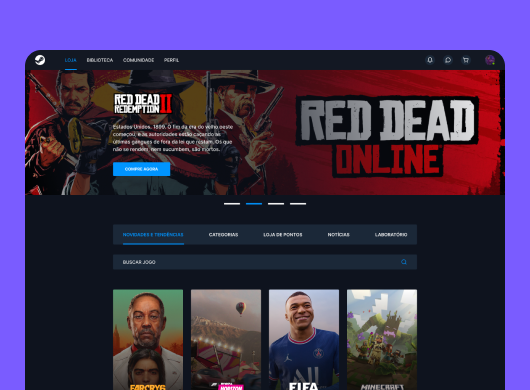 LOJA BIBLIOTECA COMUNIDADE PERFIL
RED DEAD
REDEMPTION II
Estados Unidos, 1899. O fim da era do velho oeste
começou, e as autoridades estão caçando as
últimas gangues de fora da lei que restam. Os que
não se rendem, nem sucumbem, são mortos.
COMPRE AGORA
RED DEAD
ONLINE
NOVIDADES E TENDÊNCIAS CATEGORIAS LOJA DE PONTOS NOTÍCIAS LABORATÓRIO
BUSCAR JOGO
FARCRY6
HORIZON
FIFA
MINECRAFT